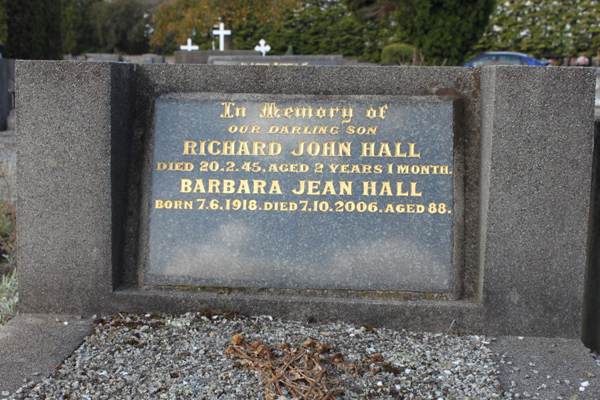 In Memory of
OUR DARLING SON
RICHARD JOHN HALL
DIED 20.2.45, AGED 2 YEARS 1 MONTH.
BARBARA JEAN HALL
BORN 7.6.1918. DIED 7.10.2006. AGED 88.